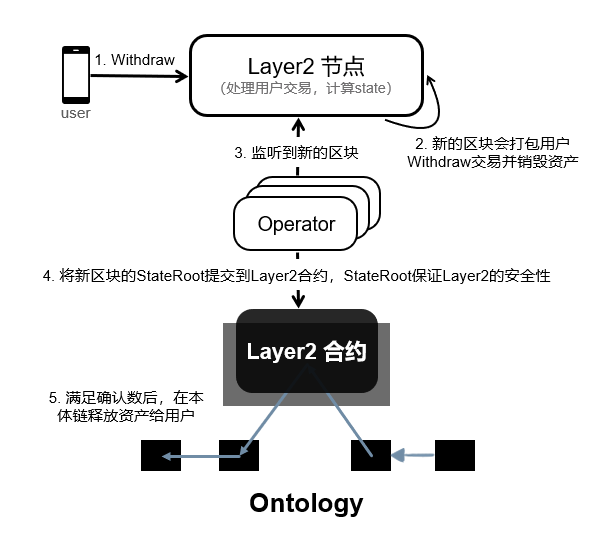 1. Withdraw
Layer2 节点
（处理用户交易，计算state）
user
2. 新的区块会打包用户
Withdraw交易并销毁资产
3. 监听到新的区块
Operator
4. 将新区块的StateRoot提交到Layer2合约，StateRoot保证Layer2的安全性
Layer2 合约
5. 满足确认数后，在本
体链释放资产给用户
Ontology